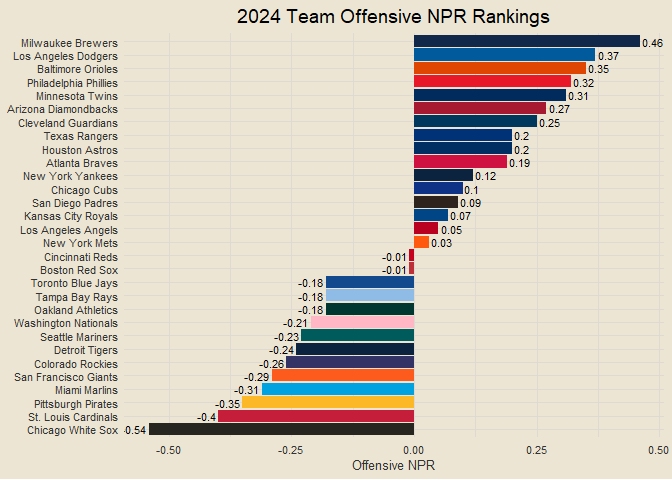 2024 Team Offensive NPR Rankings
Milwaukee Brewers 0.46
Los Angeles Dodgers 0.37
Baltimore Orioles 0.35
Philadelphia Phillies 0.32
Minnesota Twins 0.31
Arizona Diamondbacks 0.27
Cleveland Guardians 0.25
Texas Rangers 0.2
Houston Astros 0.2
Atlanta Braves 0.19
New York Yankees 0.12
Chicago Cubs 0.1
San Diego Padres 0.09
Kansas City Royals 0.07
Los Angeles Angels 0.05
New York Mets 0.03
Cincinnati Reds -0.01
Boston Red Sox -0.01
Toronto Blue Jays -0.18
Tampa Bay Rays -0.18
Oakland Athletics -0.18
Washington Nationals -0.21
Seattle Mariners -0.23
Detroit Tigers -0.24
Colorado Rockies -0.26
San Francisco Giants -0.29
Miami Marlins -0.31
Pittsburgh Pirates -0.35
St. Louis Cardinals -0.4
Chicago White Sox -0.54
-0.50 -0.25 0.00 0.25 0.50
Offensive NPR